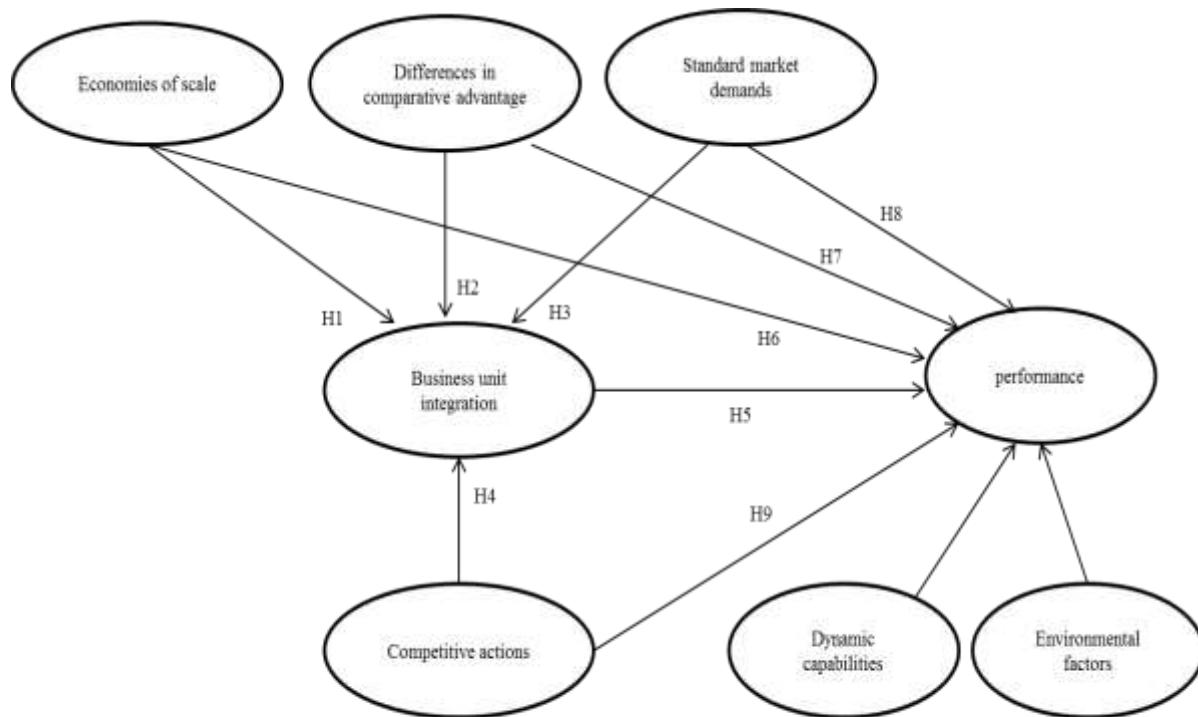 Economies of scale
Differences in
comparative advantage
Standard market
demands
H8
H7
H2
H3
H1
H6
Business unit
integration
performance
H5
H4
H9
Competitive actions
Dynamic
capabilities
Environmental
factors